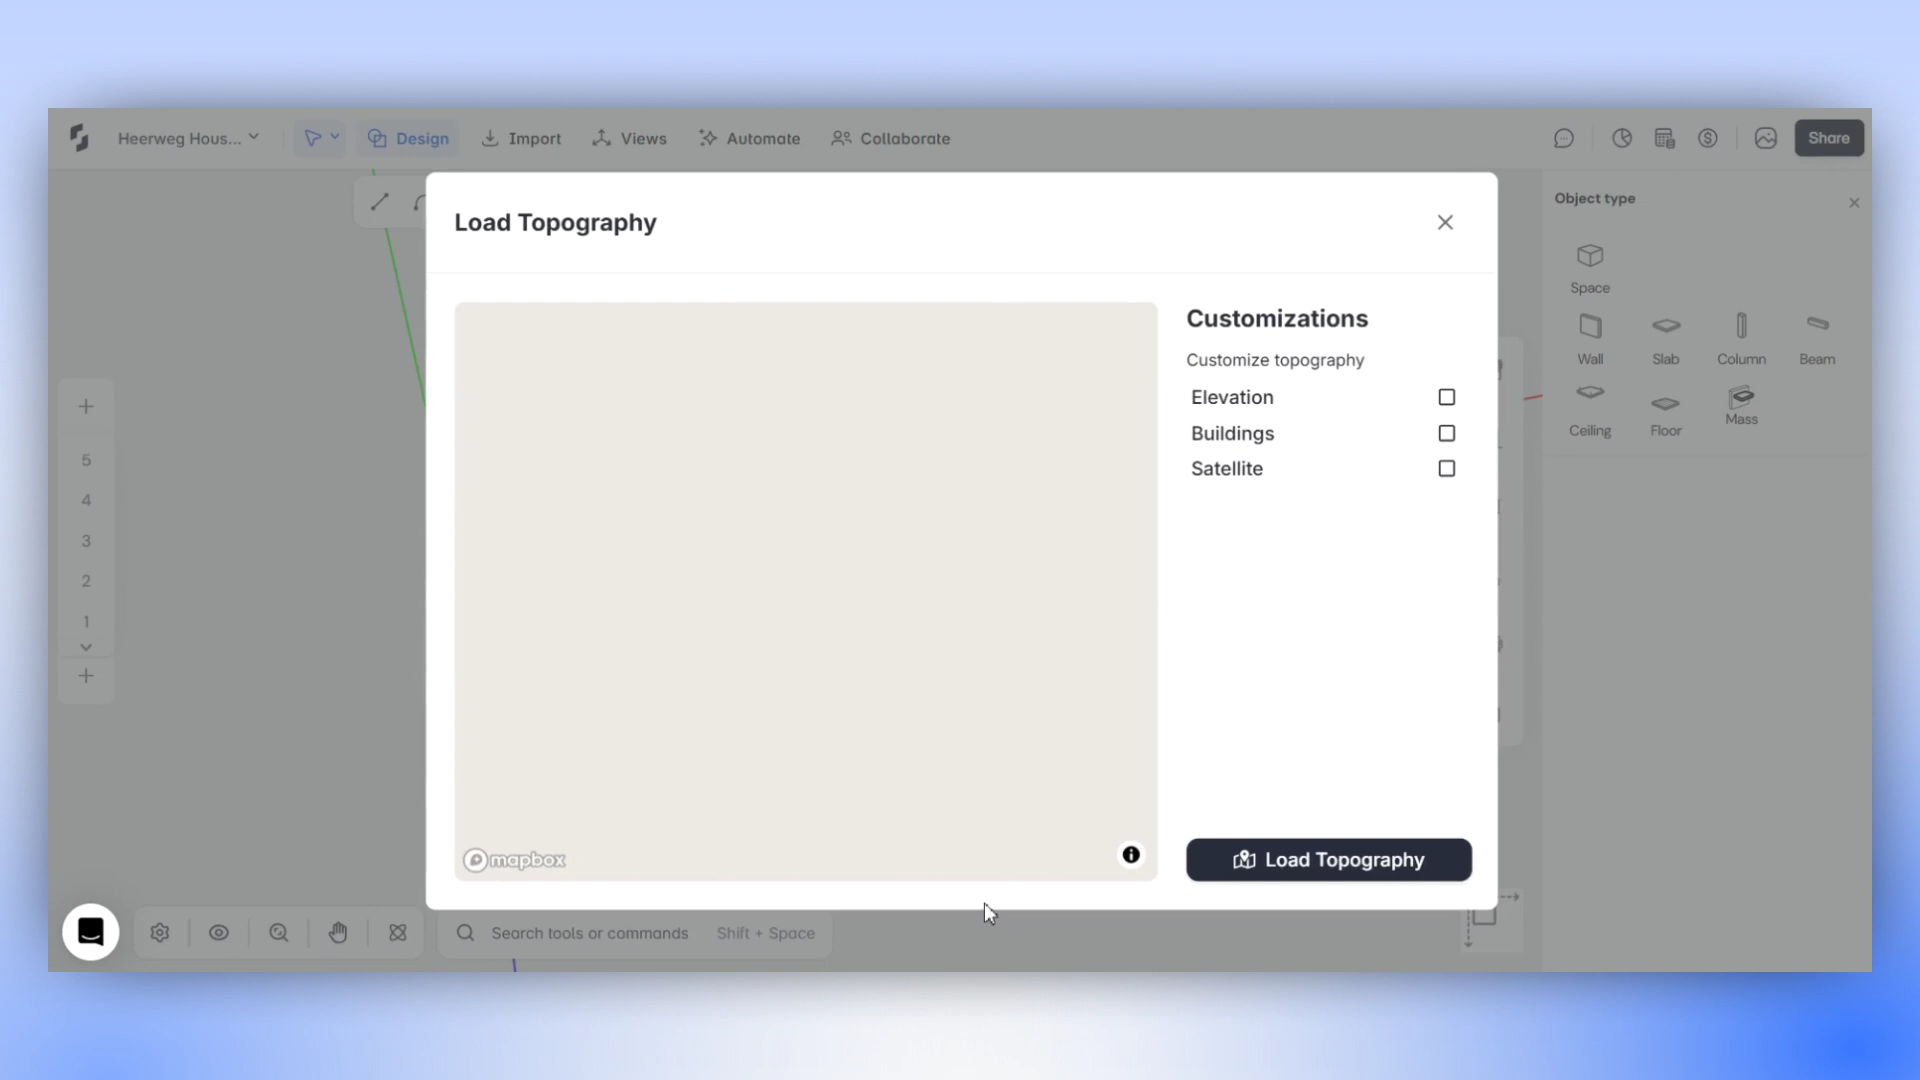 Heerweg Hous...
Design
Import
Views
Automate
Collaborate
Share
Load Topography
Object type
Space
Wall
Slab
Column
Beam
Ceiling
Floor
Mass
Customizations
Customize topography
Elevation
Buildings
Satellite
5
4
3
2
1
mapbox
Load Topography
Search tools or commands
Shift + Space